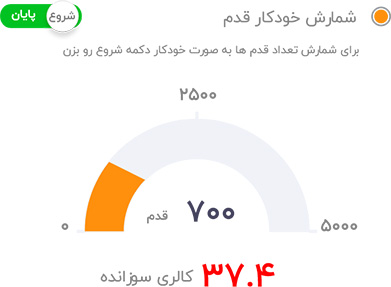 شمارش خودکار قدم
شروع پایان
برای شمارش تعداد قدم ها به صورت خودکار دکمه شروع رو بزن
۲۵۰۰
۷۰۰ قدم
۵۰۰۰
۰
۳۷.۴ کالری سوزانده